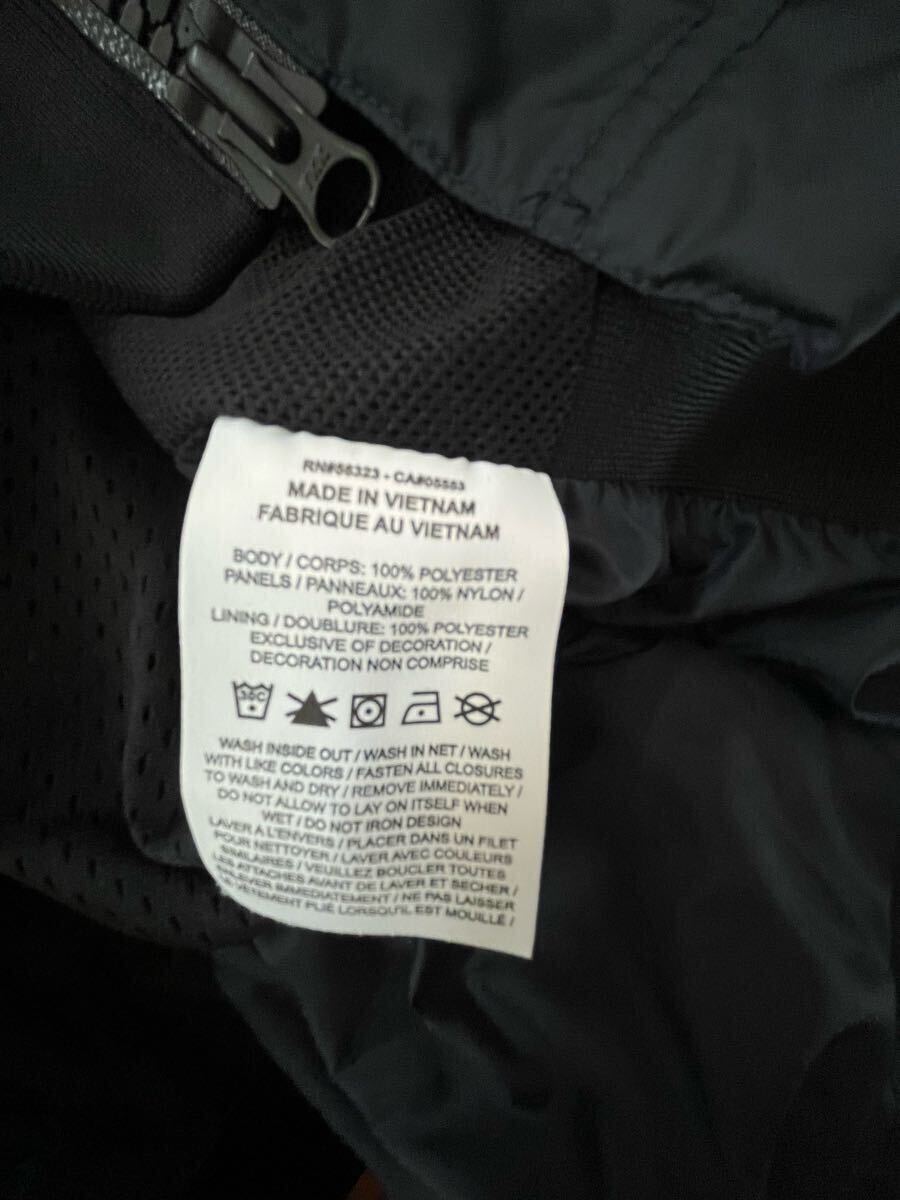 YKK
RN#56323 - CA#05553
MADE IN VIETNAM
FABRIQUE AU VIETNAM
BODY / CORPS: 100% POLYESTER
PANELS / PANNEAUX: 100% NYLON /
POLYAMIDE
LINING / DOUBLURE: 100% POLYESTER
EXCLUSIVE OF DECORATION /
DECORATION NON COMPRISE
30C
WASH INSIDE OUT / WASH IN NET / WASH
WITH LIKE COLORS / FASTEN ALL CLOSURES
TO WASH AND DRY / REMOVE IMMEDIATELY /
DO NOT ALLOW TO LAY ON ITSELF WHEN
WET / DO NOT IRON DESIGN
LAVER A L'ENVERS / PLACER DANS UN FILET
POUR NETTOYER / LAVER AVEC COULEURS
SIMILAIRES / VEUILLEZ BOUCLER TOUTES
LES ATTACHES AVANT DE LAVER ET SECHER /
ENLEVER IMMEDIATEMENT / NE PAS LAISSER
LE VÊTEMENT PLIE LORSQU'IL EST MOUILLE /